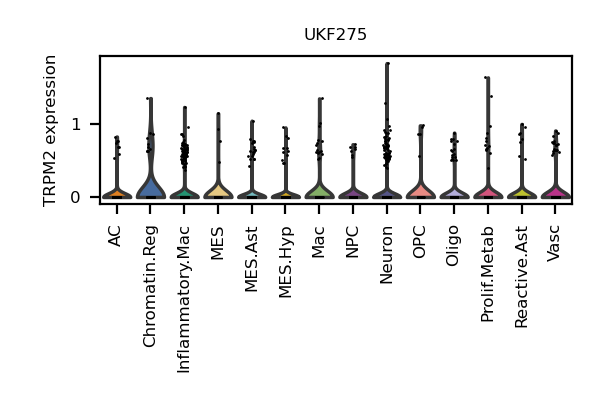 UKF275
TRPM2 expression
1
0
AC
Chromatin.Reg
Inflammatory.Mac
MES
MES.Ast
MES.Hyp
Mac
NPC
Neuron
OPC
Oligo
Prolif.Metab
Reactive.Ast
Vasc